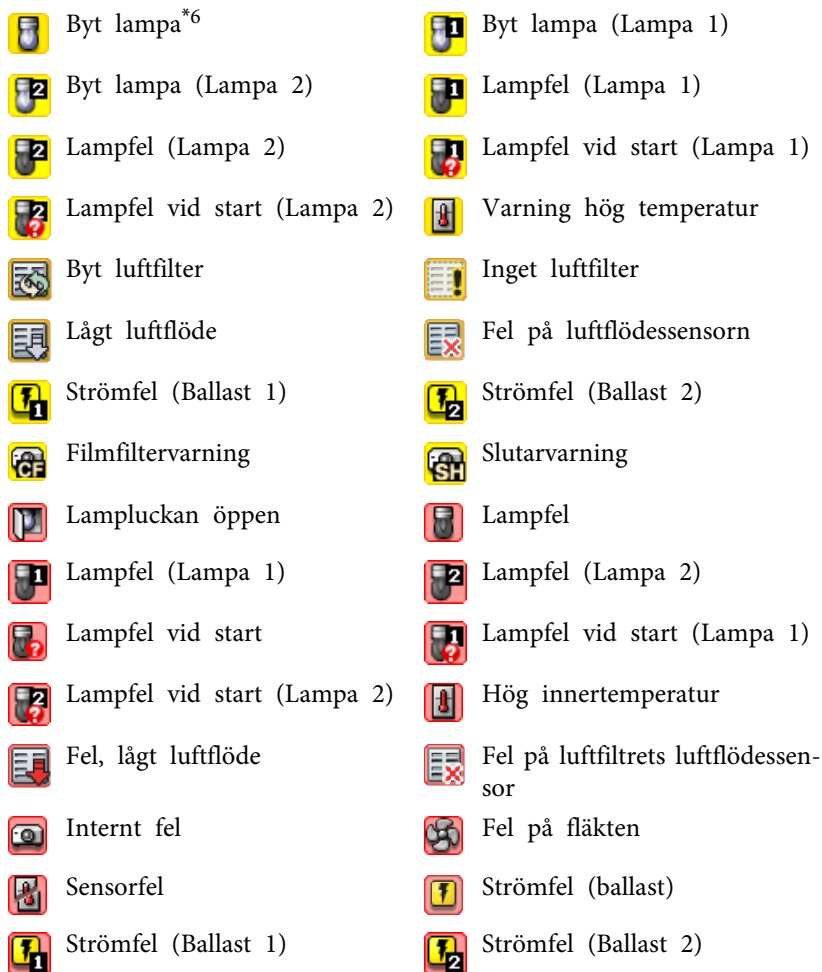 Byt lampa*6
Byt lampa (Lampa 1)
Byt lampa (Lampa 2)
Lampfel (Lampa 1)
Lampfel (Lampa 2)
Lampfel vid start (Lampa 1)
Lampfel vid start (Lampa 2)
Varning hög temperatur
Byt luftfilter
Inget luftfilter
Lågt luftflöde
Fel på luftflödessensorn
Strömfel (Ballast 1)
Strömfel (Ballast 2)
CF Filmfiltervarning
SH Slutarvarning
Lampluckan öppen
Lampfel
Lampfel (Lampa 1)
Lampfel (Lampa 2)
Lampfel vid start
Lampfel vid start (Lampa 1)
Lampfel vid start (Lampa 2)
Hög innertemperatur
Fel, lågt luftflöde
Fel på luftfiltrets luftflödessen-
sor
Internt fel
Fel på fläkten
Sensorfel
Strömfel (ballast)
Strömfel (Ballast 1)
Strömfel (Ballast 2)